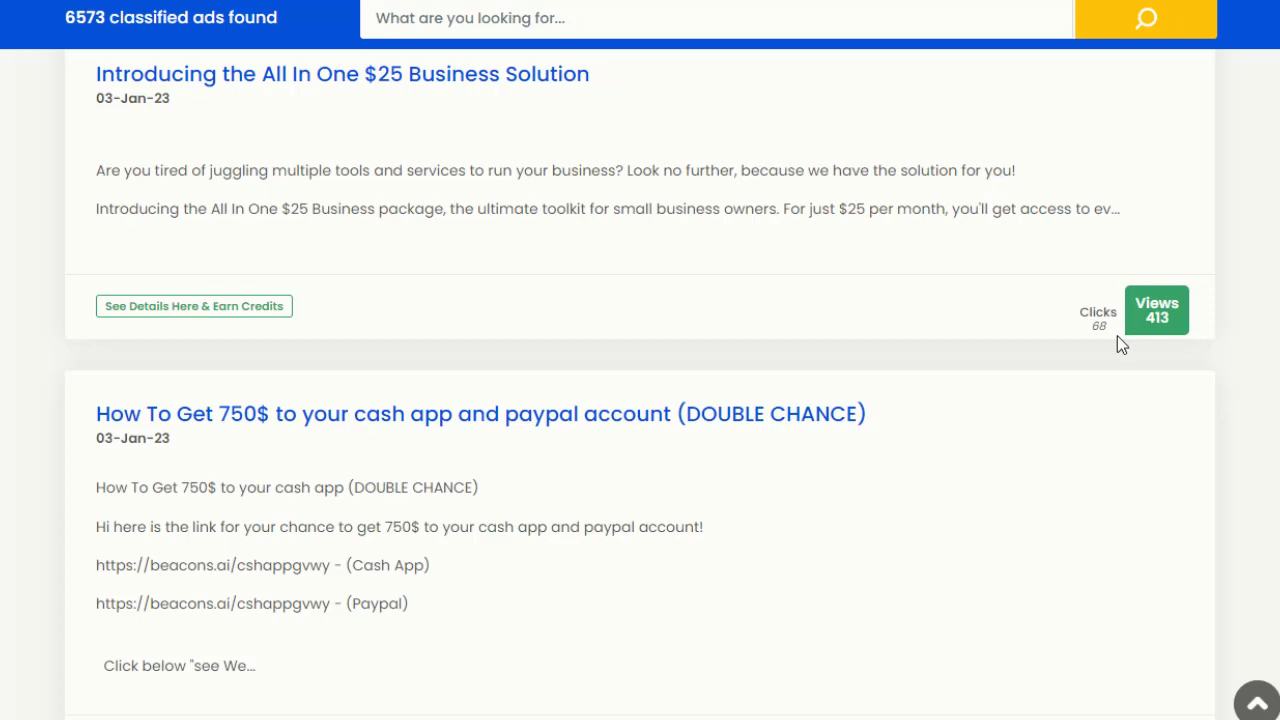 6573 classified ads found
What are you looking for...
Introducing the All In One $25 Business Solution
03-Jan-23
Are you tired of juggling multiple tools and services to run your business? Look no further, because we have the solution for you!
Introducing the All In One $25 Business package, the ultimate toolkit for small business owners. For just $25 per month, you'll get access to ev...
See Details Here & Earn Credits
Clicks
68
Views
413
How To Get 750$ to your cash app and paypal account (DOUBLE CHANCE)
03-Jan-23
How To Get 750$ to your cash app (DOUBLE CHANCE)
Hi here is the link for your chance to get 750$ to your cash app and paypal account!
https://beacons.ai/cshappgvwy - (Cash App)
https://beacons.ai/cshappgvwy - (Paypal)
Click below "see We...